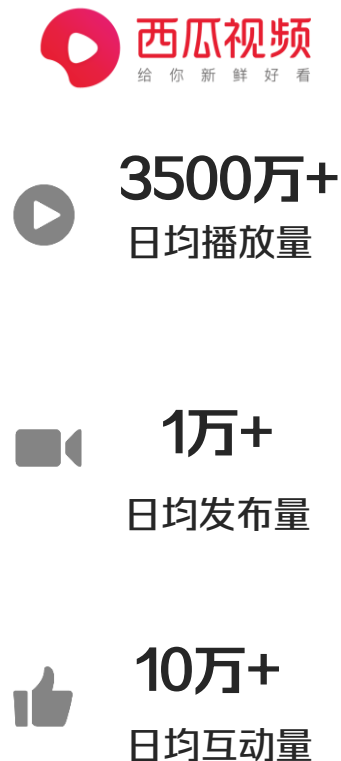 西瓜视频
给你新鲜好看
3500万+
日均播放量
1万+
日均发布量
10万+
日均互动量